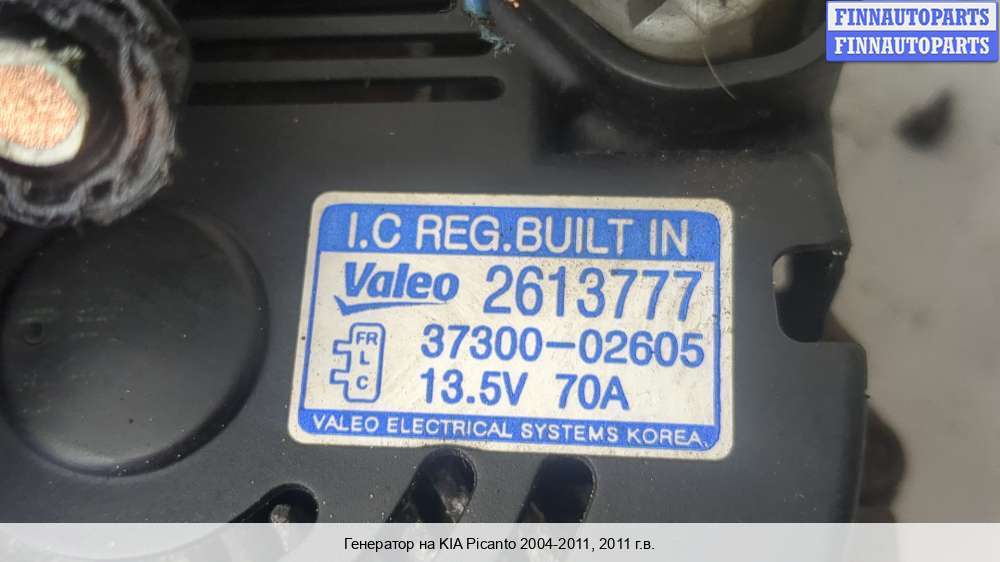 FINNAUTOPARTS
FINNAUTOPARTS
I.C REG.BUILT IN
Valeo 2613777
FR
L
C
37300-02605
13.5V 70A
VALEO ELECTRICAL SYSTEMS KOREA.
Генератор на KIA Picanto 2004-2011, 2011 г.в.